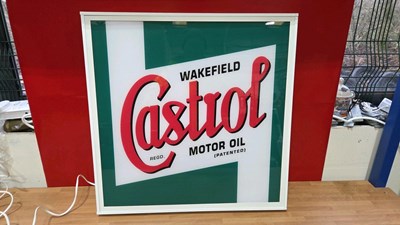 WAKEFIELD
Castrol
REGD. MOTOR OIL
(PATENTED)